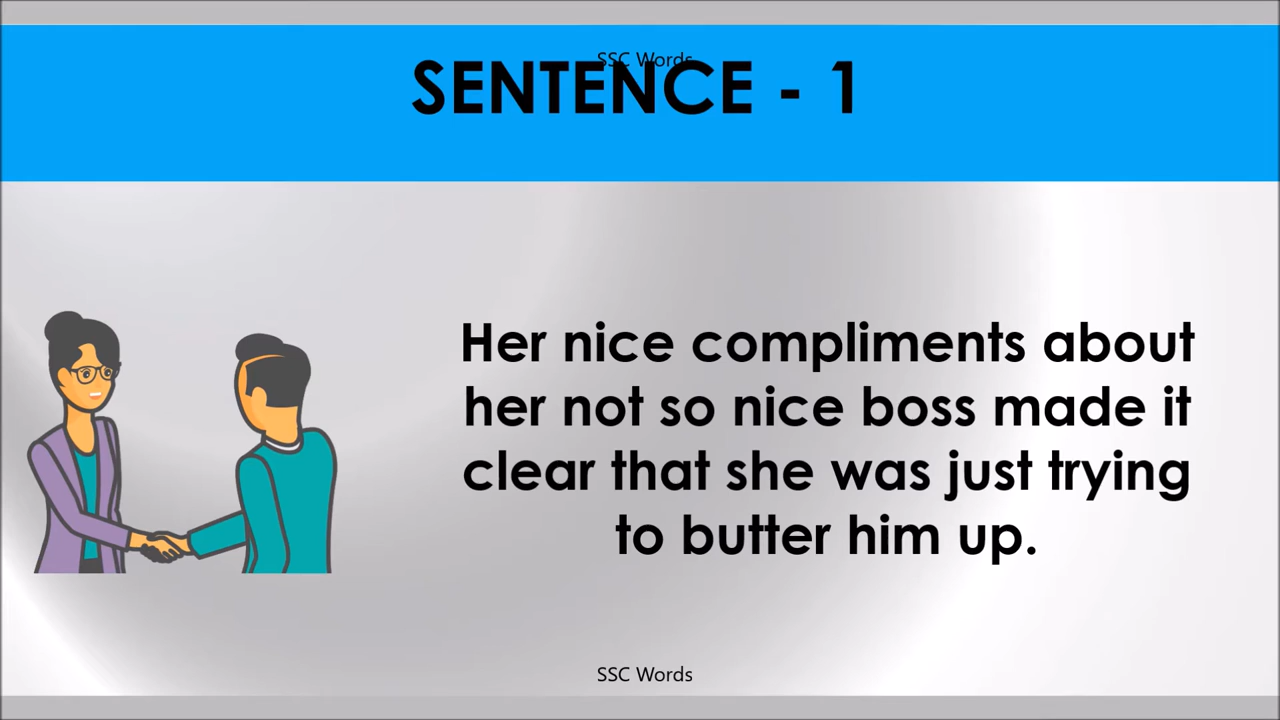 SSC Words
SENTENCE - 1
Her nice compliments about
her not so nice boss made it
clear that she was just trying
to butter him up.
SSC Words